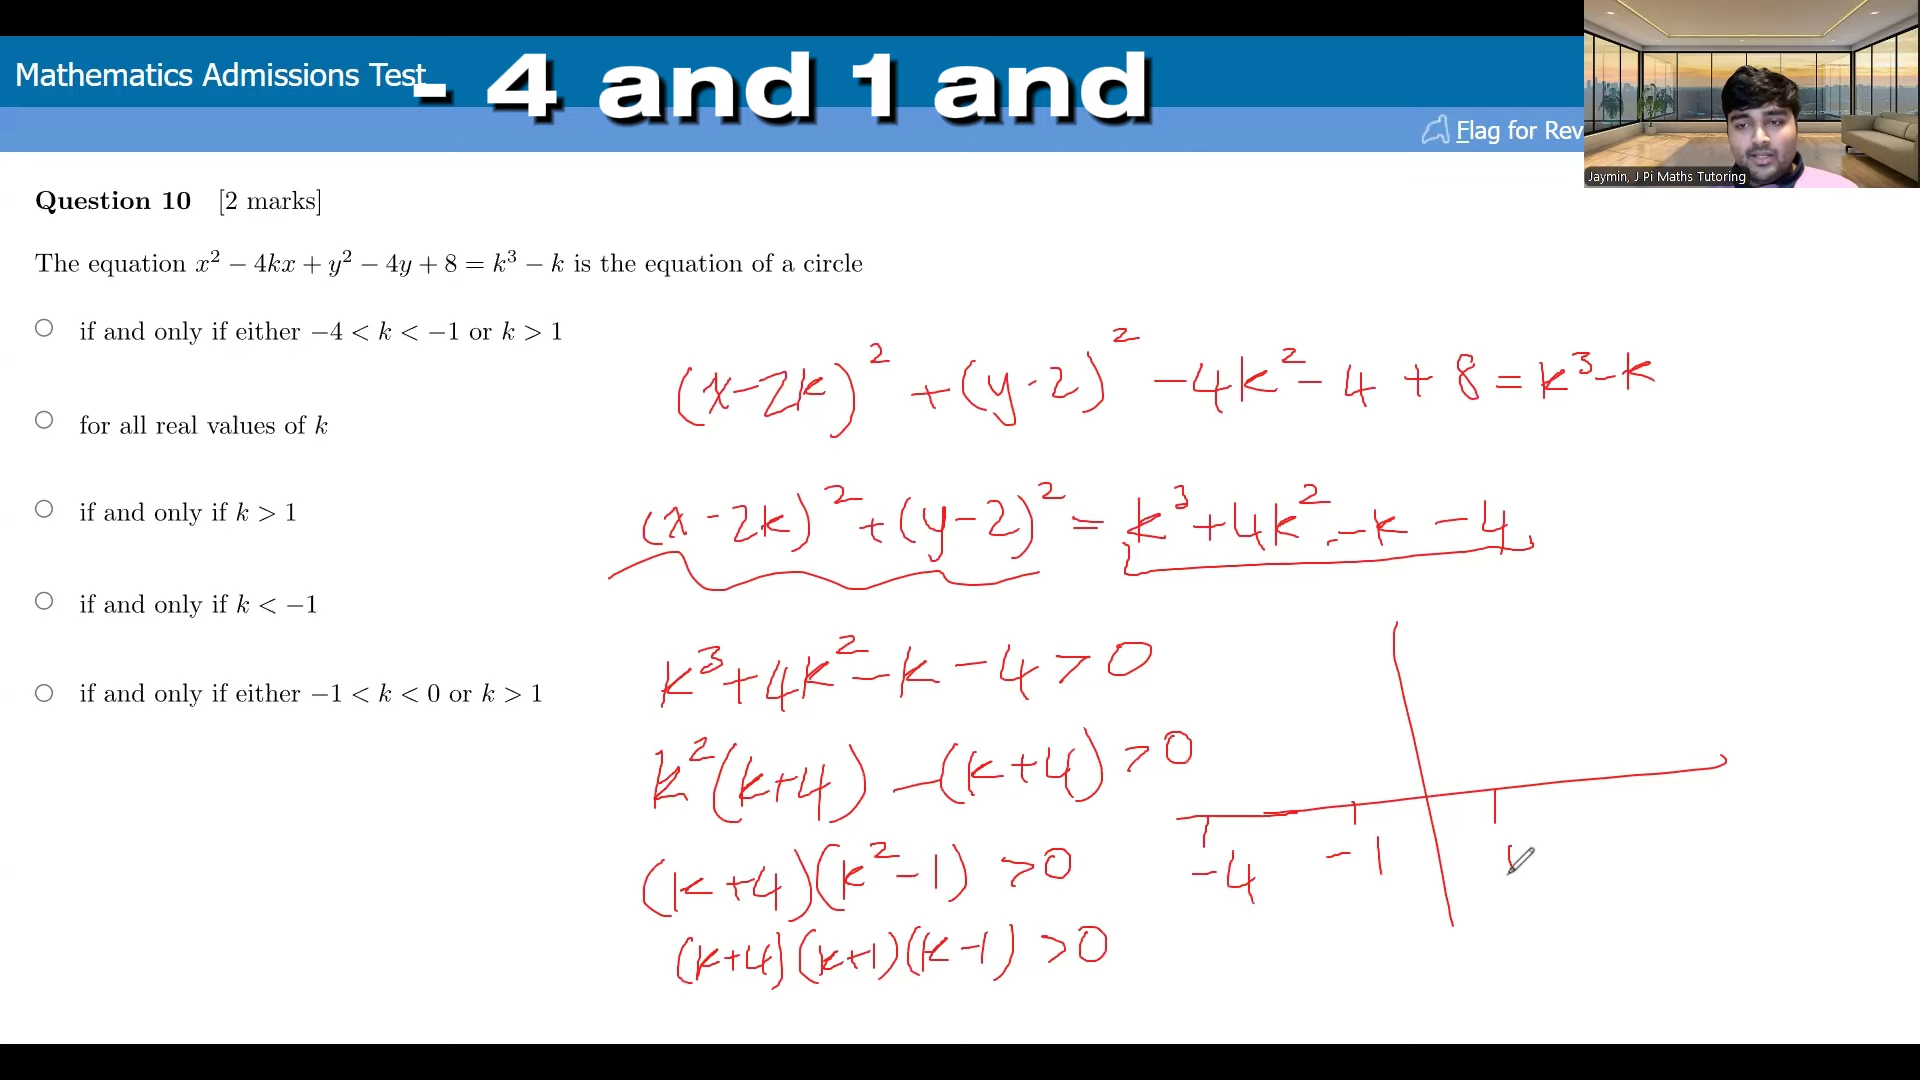 Mathematics Admissions Test
- 4 and 1 and
Flag for Rev
Jaymin, J Pi Maths Tutoring
Question 10 [2 marks]
The equation x² − 4kx + y² − 4y + 8 = k³ − k is the equation of a circle
if and only if either −4 < k < −1 or k > 1
for all real values of k
if and only if k > 1
if and only if k < −1
if and only if either −1 < k < 0 or k > 1
(x-2k)² + (y-2)² - 4k² - 4 + 8 = k³ - k
(x-2k)² + (y-2)² = k³ + 4k² - k - 4
k³ + 4k² - k - 4 > 0
k²(k+4) - (k+4) > 0
(k+4)(k²-1) > 0
(k+4)(k+1)(k-1) > 0
-4 -1